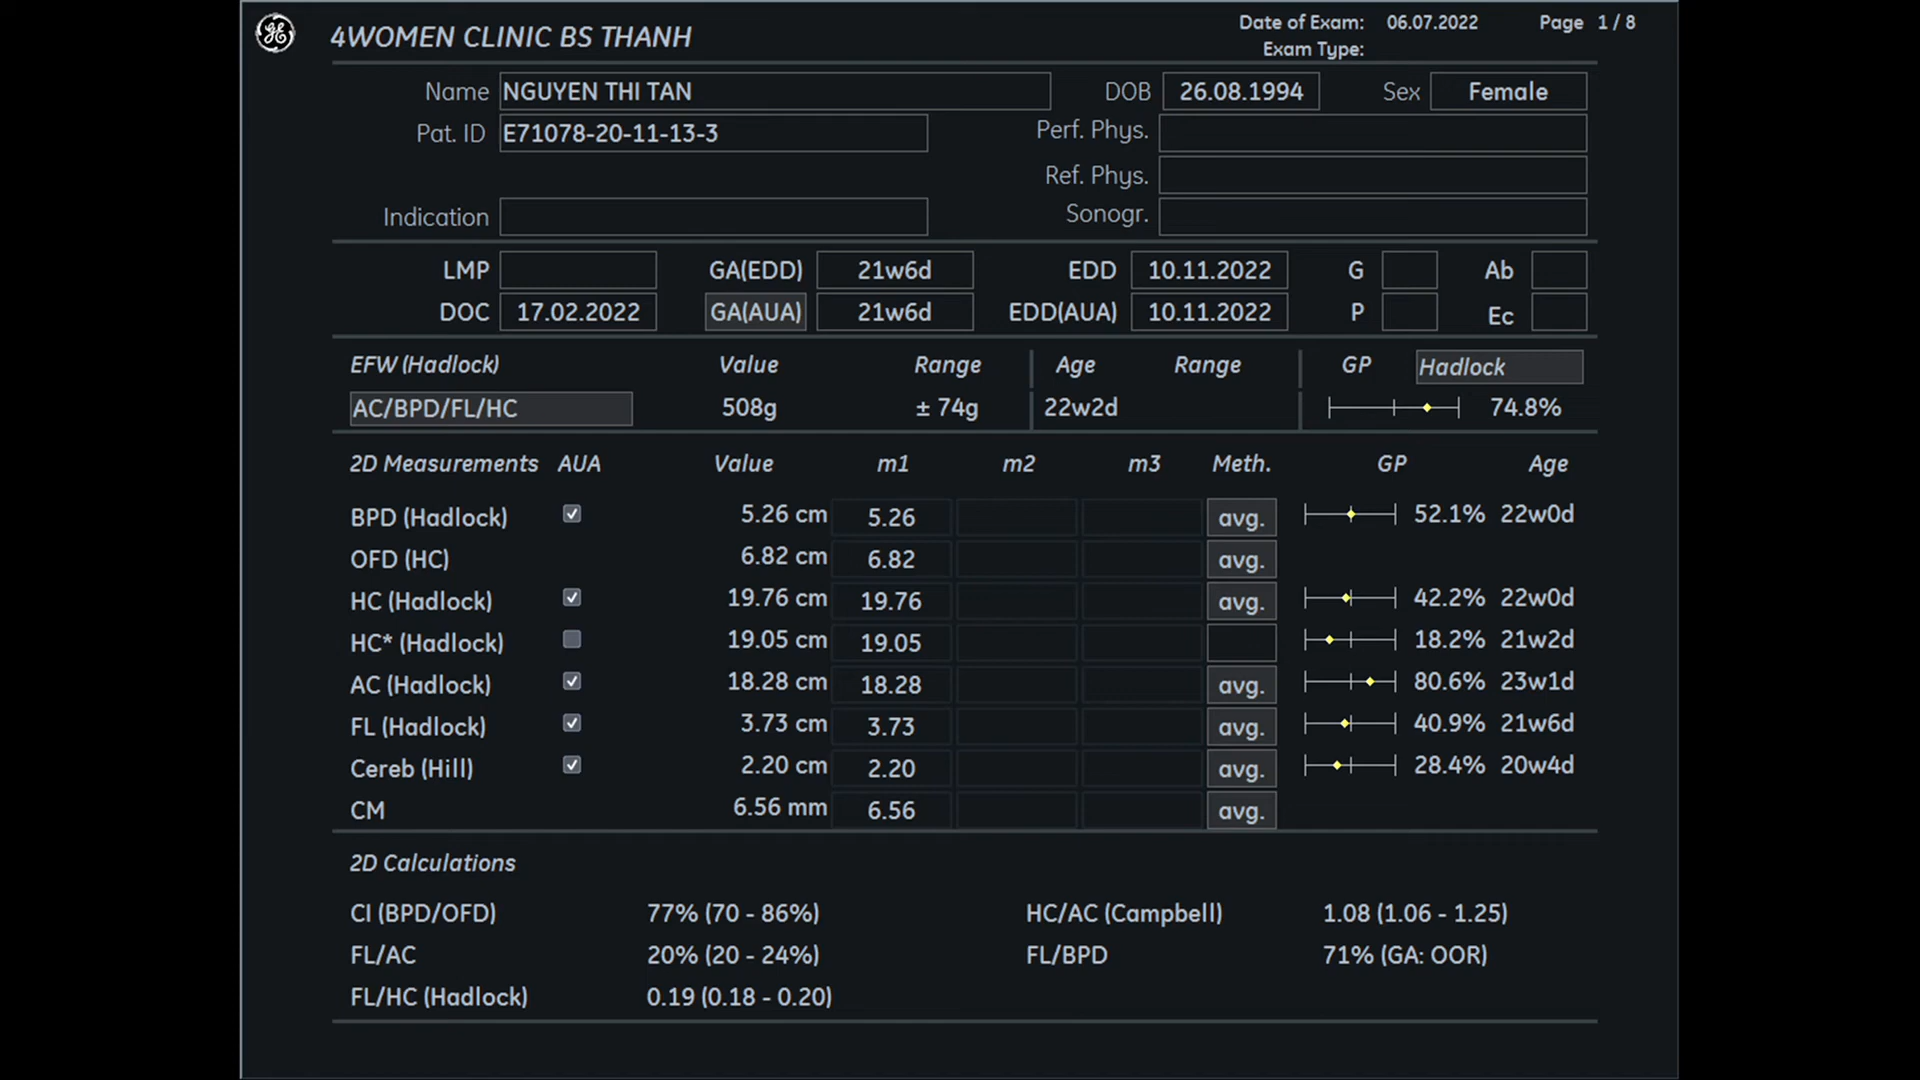 GE
4WOMEN CLINIC BS THANH
Date of Exam: 06.07.2022 Page 1 / 8
Exam Type:
Name NGUYEN THI TAN DOB 26.08.1994 Sex Female
Pat. ID E71078-20-11-13-3 Perf. Phys.
Ref. Phys.
Indication Sonogr.
LMP GA(EDD) 21w6d EDD 10.11.2022 G Ab
DOC 17.02.2022 GA(AUA) 21w6d EDD(AUA) 10.11.2022 P Ec
EFW (Hadlock) Value Range Age Range GP Hadlock
AC/BPD/FL/HC 508g ± 74g 22w2d 74.8%
2D Measurements AUA Value m1 m2 m3 Meth. GP Age
BPD (Hadlock) 5.26 cm 5.26 avg. 52.1% 22w0d
OFD (HC) 6.82 cm 6.82 avg.
HC (Hadlock) 19.76 cm 19.76 avg. 42.2% 22w0d
HC* (Hadlock) 19.05 cm 19.05 18.2% 21w2d
AC (Hadlock) 18.28 cm 18.28 avg. 80.6% 23w1d
FL (Hadlock) 3.73 cm 3.73 avg. 40.9% 21w6d
Cereb (Hill) 2.20 cm 2.20 avg. 28.4% 20w4d
CM 6.56 mm 6.56 avg.
2D Calculations
CI (BPD/OFD) 77% (70 - 86%) HC/AC (Campbell) 1.08 (1.06 - 1.25)
FL/AC 20% (20 - 24%) FL/BPD 71% (GA: OOR)
FL/HC (Hadlock) 0.19 (0.18 - 0.20)